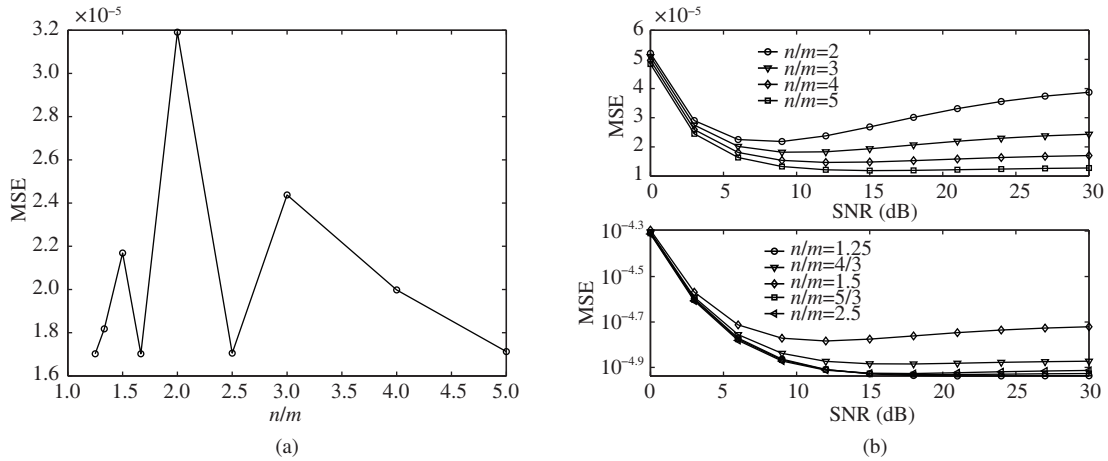 ×10−5
3.2
3.0
2.8
2.6
2.4
2.2
2.0
1.8
1.6
MSE
1.0 1.5 2.0 2.5 3.0 3.5 4.0 4.5 5.0
n/m
(a)
×10−5
6
5
4
3
2
1
MSE
n/m=2
n/m=3
n/m=4
n/m=5
0 5 10 15 20 25 30
SNR (dB)
10−4.3
10−4.5
10−4.7
10−4.9
MSE
n/m=1.25
n/m=4/3
n/m=1.5
n/m=5/3
n/m=2.5
0 5 10 15 20 25 30
SNR (dB)
(b)